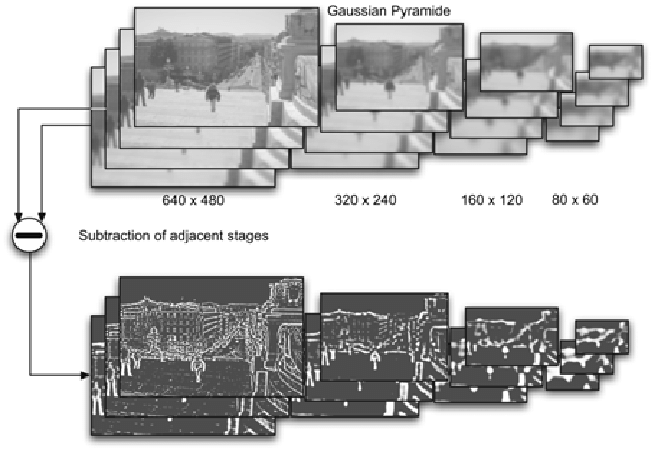 Gaussian Pyramide
640 x 480
320 x 240
160 x 120
80 x 60
Subtraction of adjacent stages